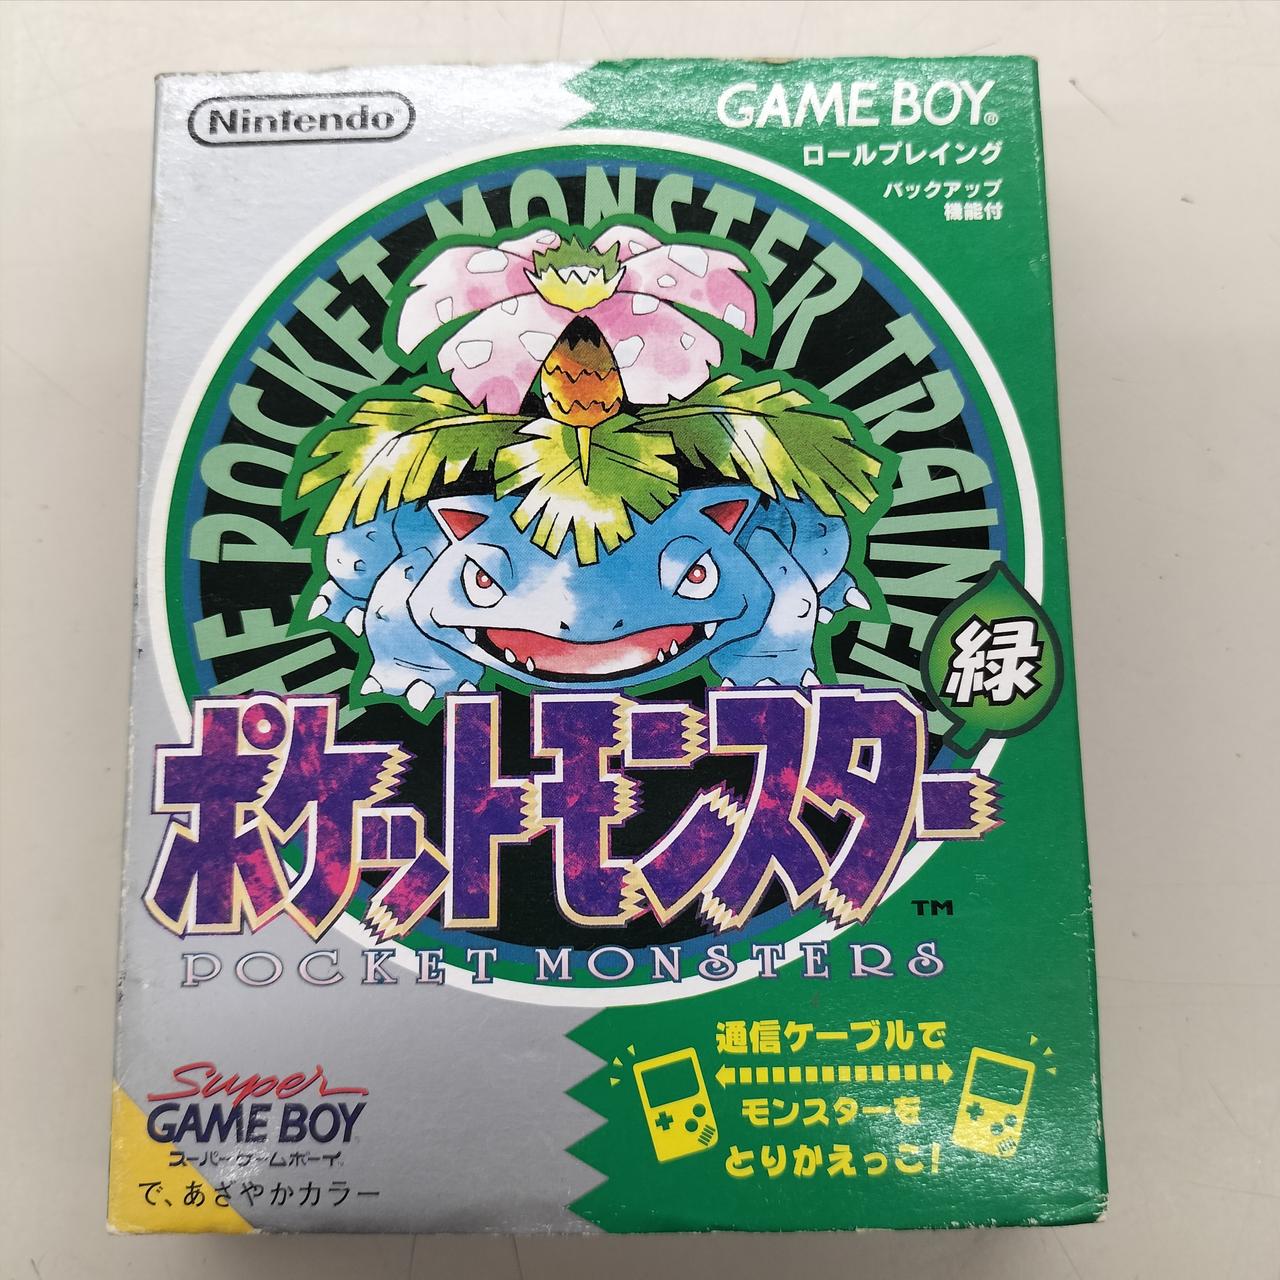 Nintendo
GAME BOY®
ロールプレイング
バックアップ
機能付
THE POCKET MONSTER TRAINER
緑
ポケットモンスター
TM
POCKET MONSTERS
Super
GAME BOY
スーパーゲームボーイ
で、あざやかカラー
通信ケーブルで
モンスターを
とりかえっこ!